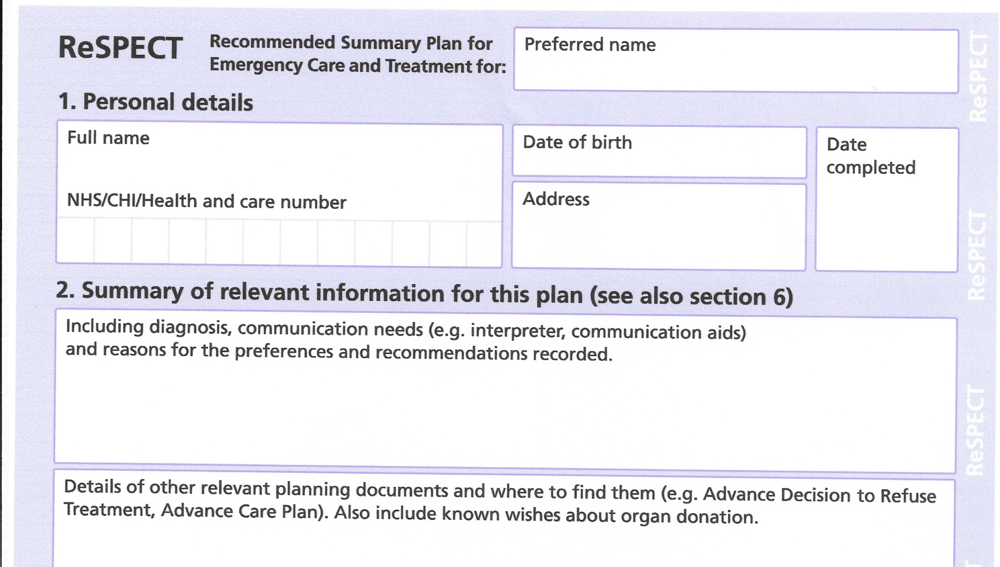 ReSPECT
Recommended Summary Plan for
Emergency Care and Treatment for:
Preferred name
1. Personal details
Full name
Date of birth
Date
completed
NHS/CHI/Health and care number
Address
2. Summary of relevant information for this plan (see also section 6)
Including diagnosis, communication needs (e.g. interpreter, communication aids)
and reasons for the preferences and recommendations recorded.
Details of other relevant planning documents and where to find them (e.g. Advance Decision to Refuse
Treatment, Advance Care Plan). Also include known wishes about organ donation.
ReSPECT
ReSPECT
ReSPECT